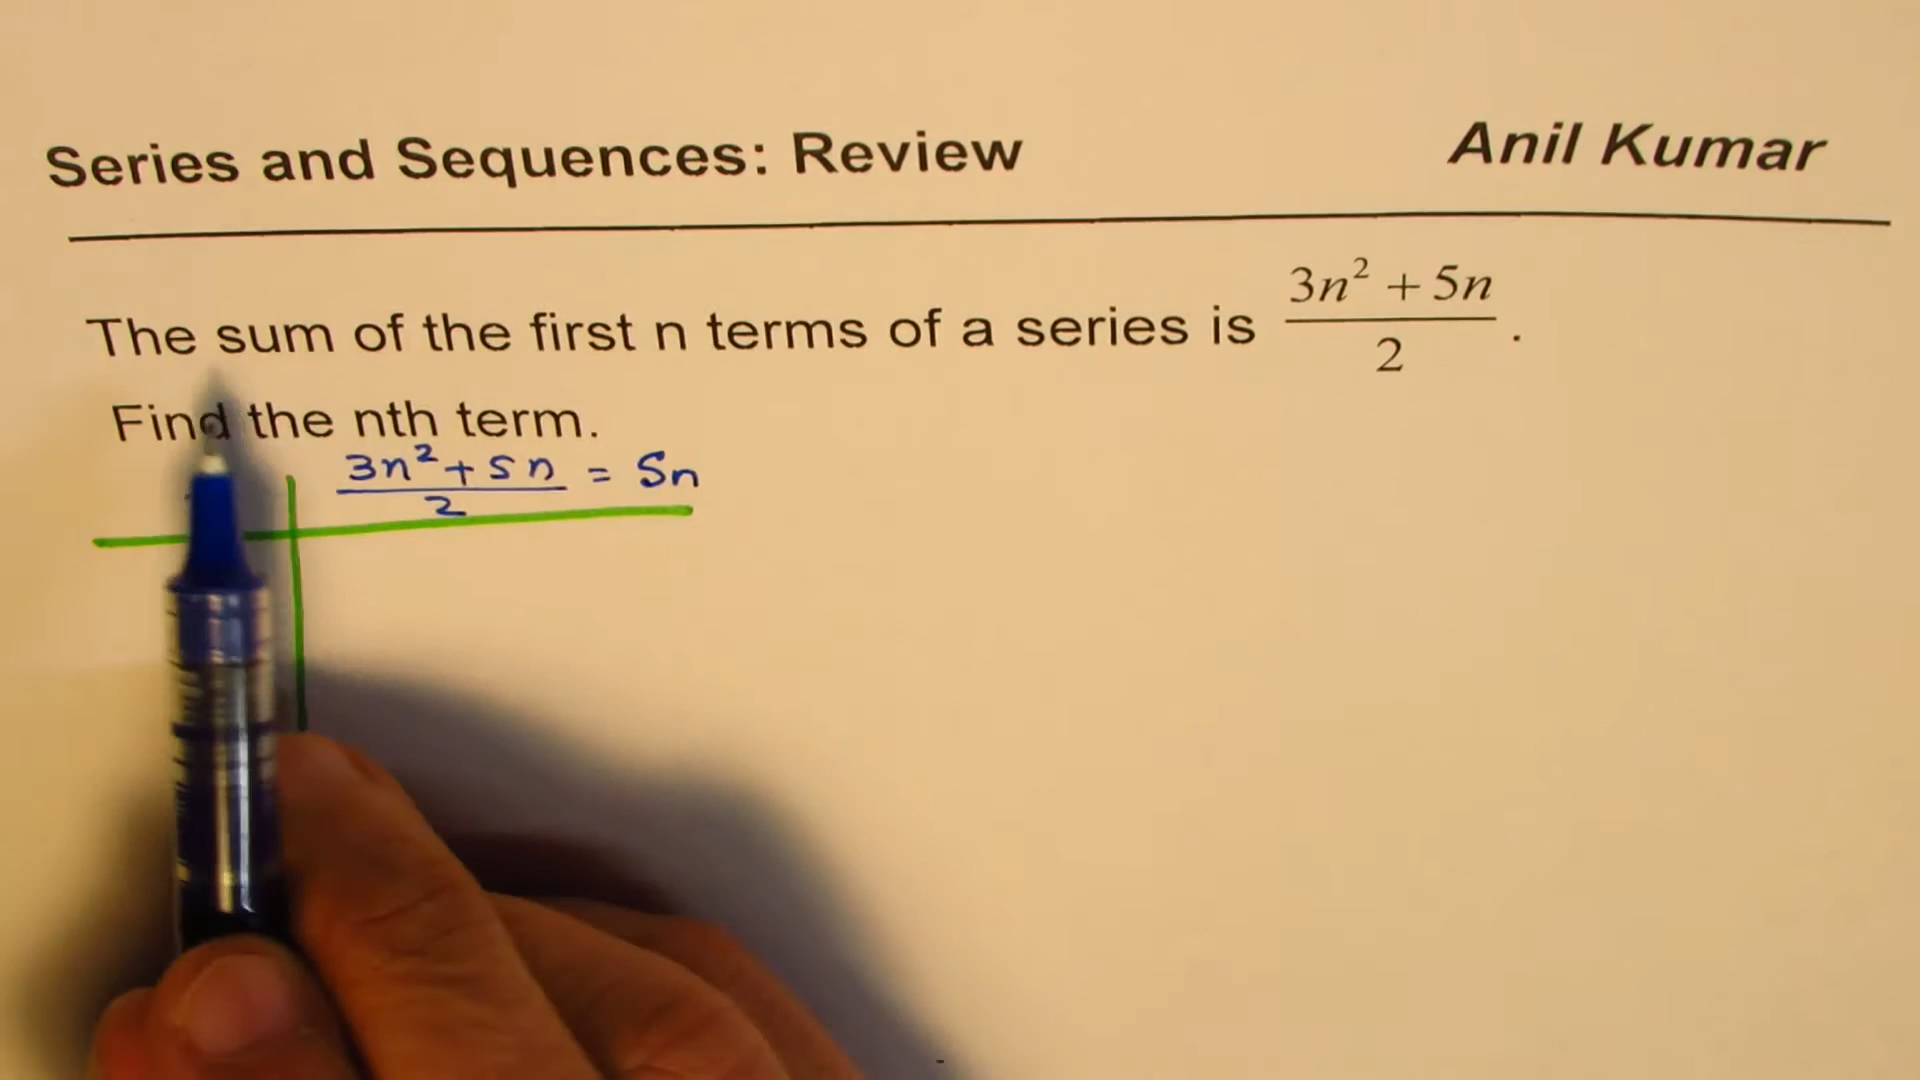 Series and Sequences: Review Anil Kumar
The sum of the first n terms of a series is (3n² + 5n)/2 .
Find the nth term.
(3n² + 5n)/2 = Sn